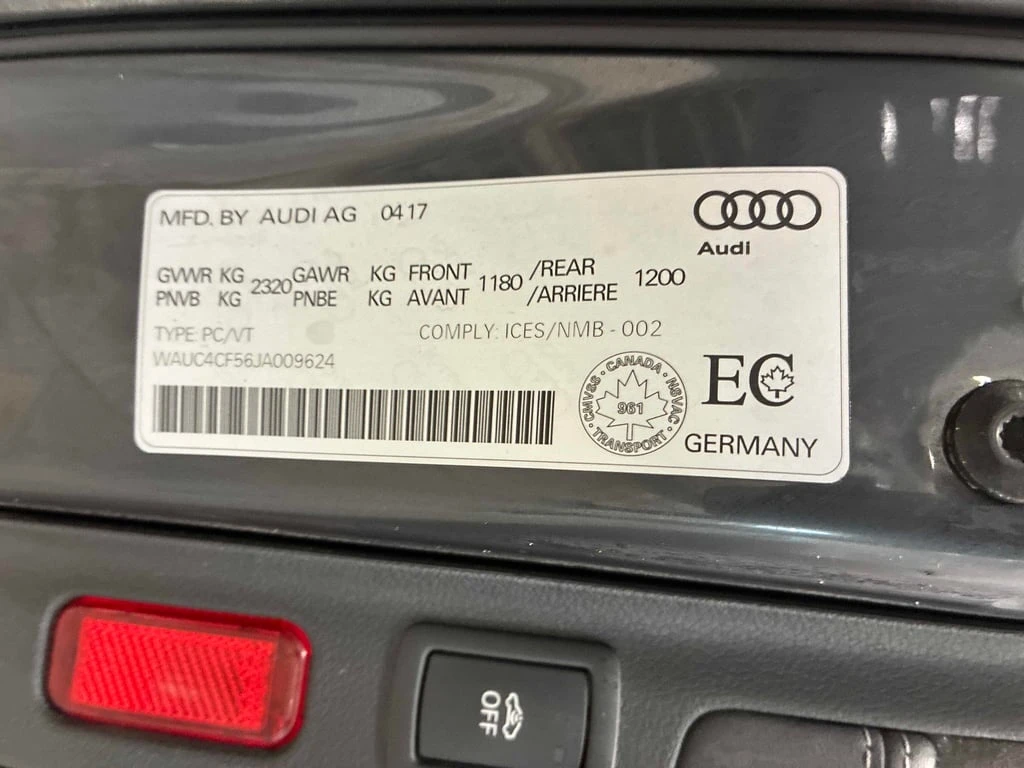 MFD. BY AUDI AG 0417
Audi
GVWR KG 2320 GAWR KG FRONT 1180 /REAR 1200
PNVB KG PNBE KG AVANT /ARRIERE
TYPE: PC/VT COMPLY: ICES/NMB - 002
WAUC4CF56JA009624
CANADA · NSVAC · TRANSPORT · CMVSS ·
961
EC
GERMANY
OFF